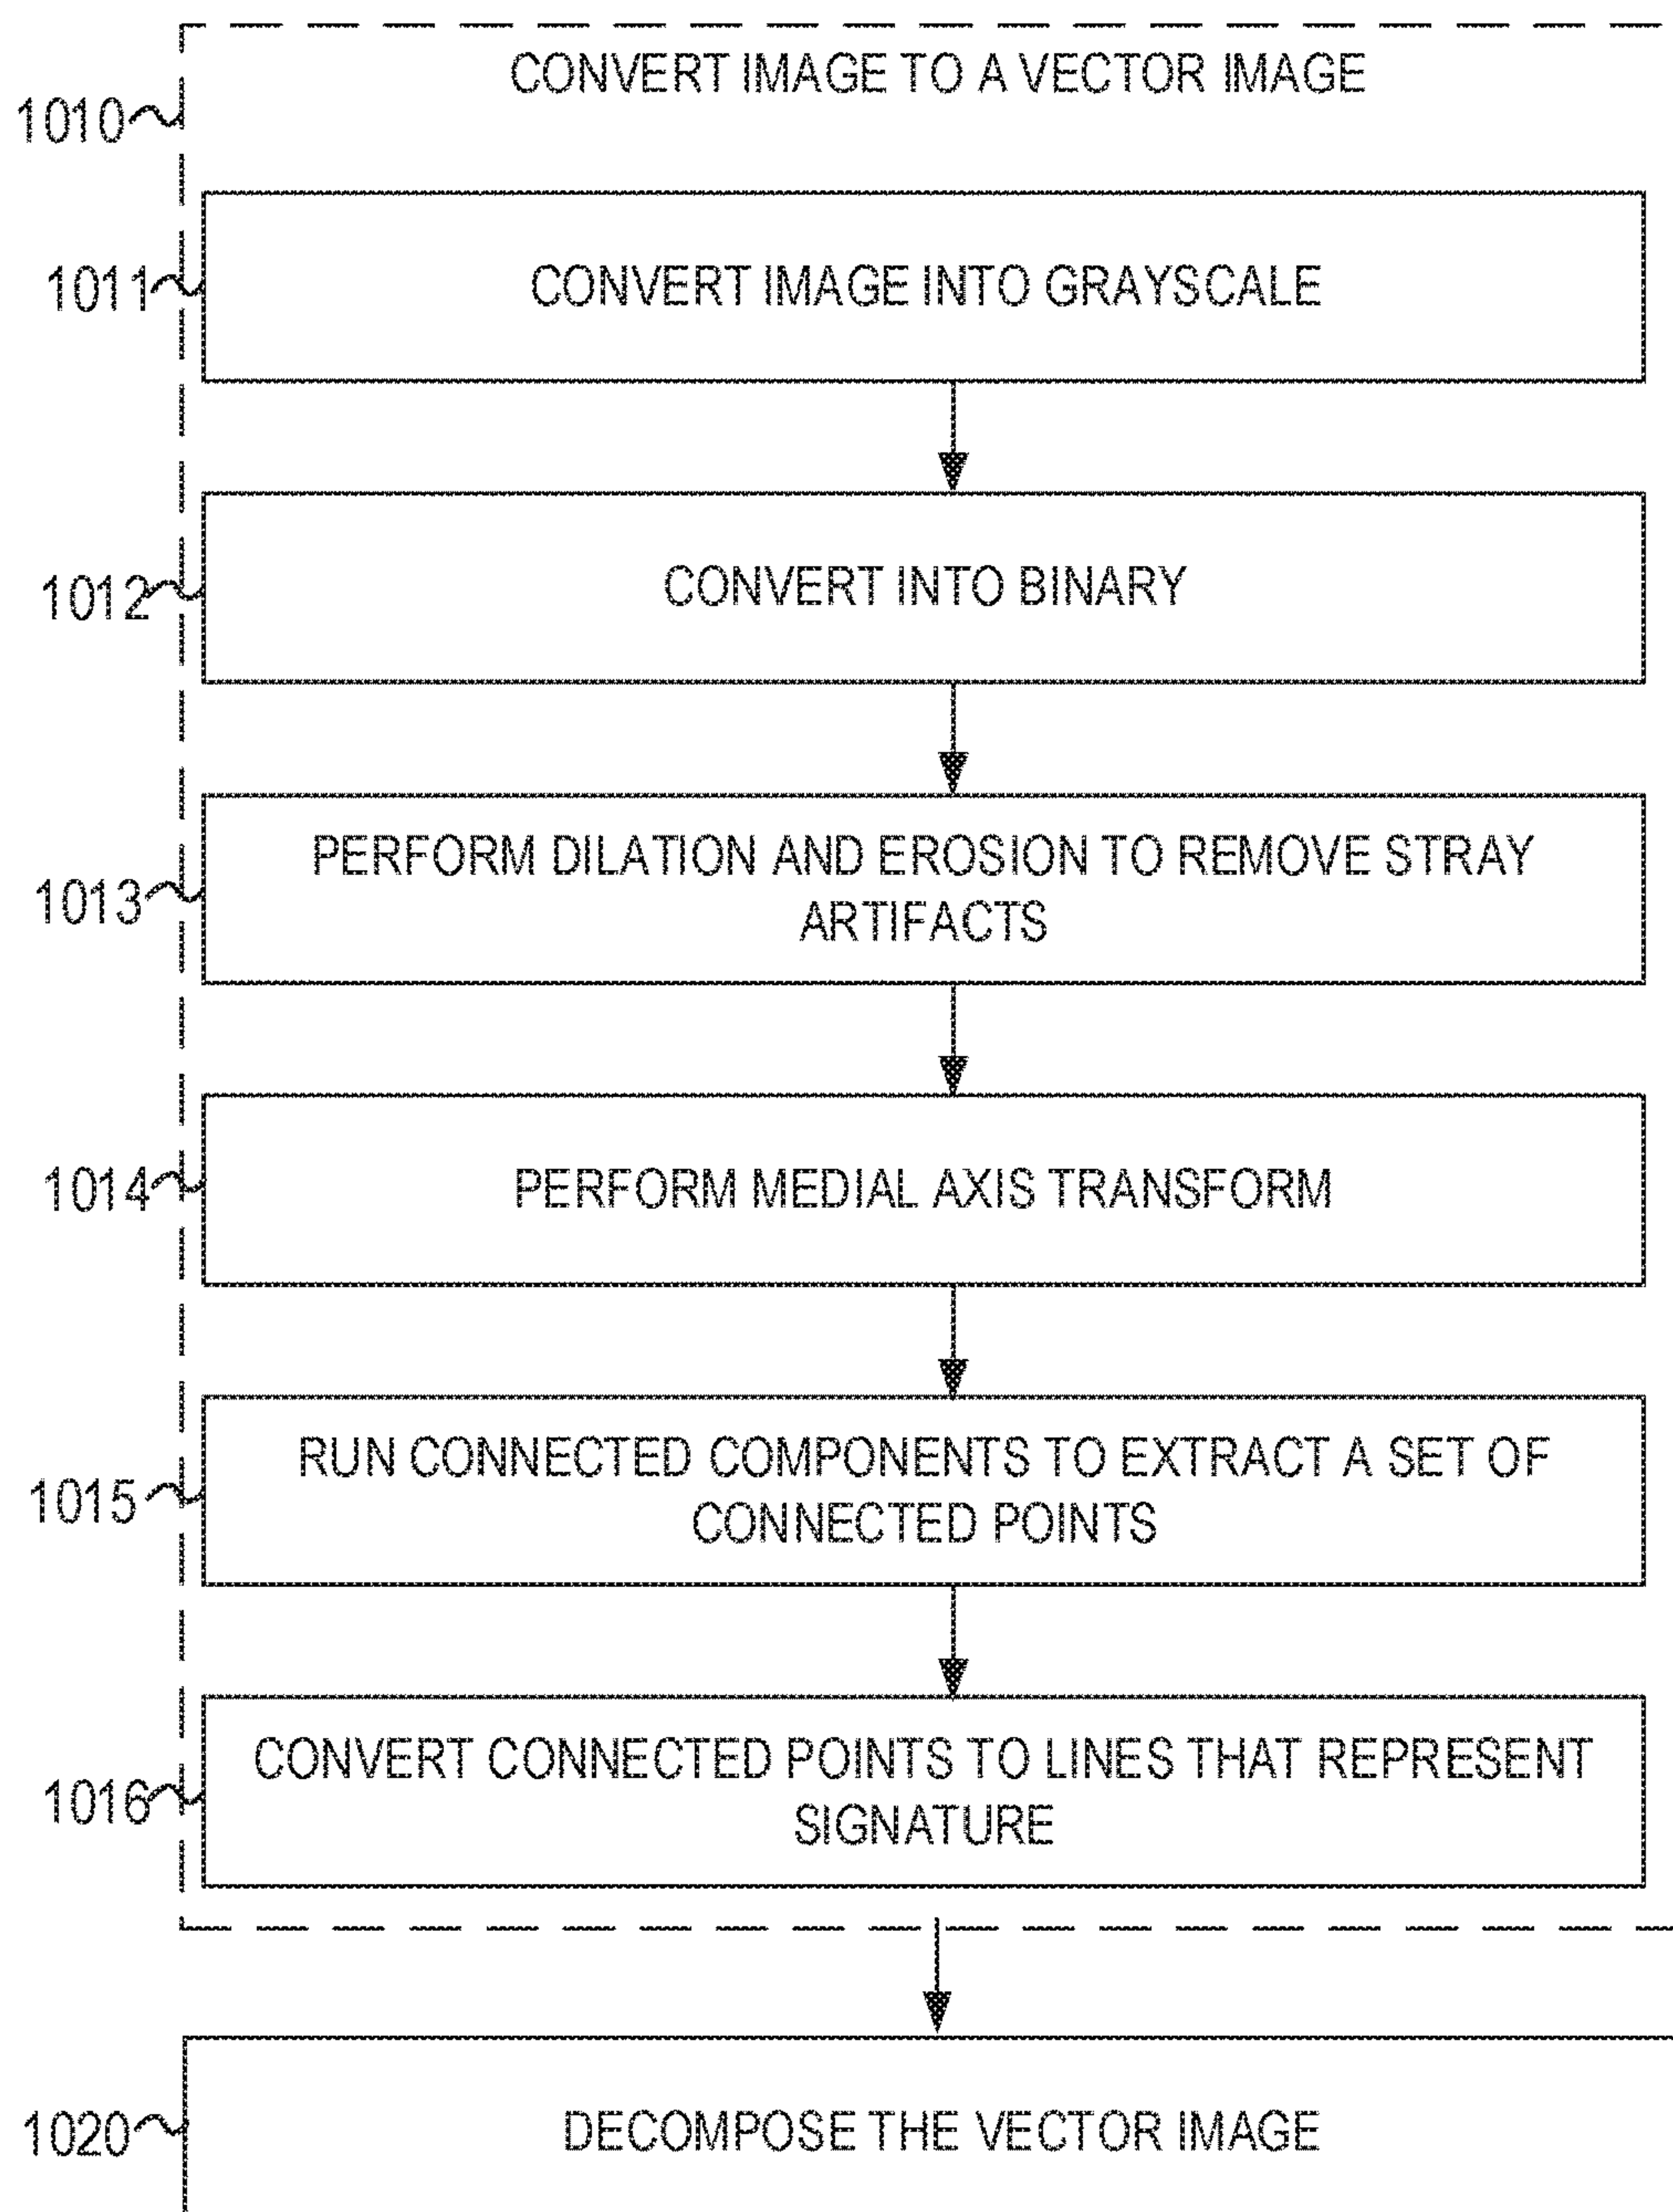 CONVERT IMAGE TO A VECTOR IMAGE
1010
1011
CONVERT IMAGE INTO GRAYSCALE
1012
CONVERT INTO BINARY
1013
PERFORM DILATION AND EROSION TO REMOVE STRAY
ARTIFACTS
1014
PERFORM MEDIAL AXIS TRANSFORM
1015
RUN CONNECTED COMPONENTS TO EXTRACT A SET OF
CONNECTED POINTS
1016
CONVERT CONNECTED POINTS TO LINES THAT REPRESENT
SIGNATURE
1020
DECOMPOSE THE VECTOR IMAGE